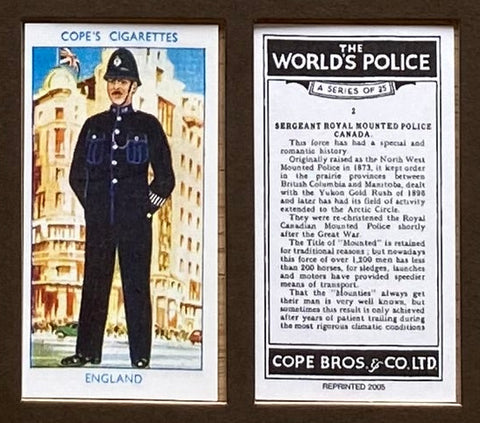 COPE'S CIGARETTES
ENGLAND
THE
WORLD'S POLICE
A SERIES OF 25
2
SERGEANT ROYAL MOUNTED POLICE
CANADA.
This force has had a special and
romantic history.
Originally raised as the North West
Mounted Police in 1873, it kept order
in the prairie provinces between
British Columbia and Manitoba, dealt
with the Yukon Gold Rush of 1898
and later has had its field of activity
extended to the Arctic Circle.
They were re-christened the Royal
Canadian Mounted Police shortly
after the Great War.
The Title of "Mounted" is retained
for traditional reasons; but nowadays
this force of over 1,200 men has less
than 200 horses, for sledges, launches
and motors have provided speedier
means of transport.
That the "Mounties" always get
their man is very well known, but
sometimes this result is only achieved
after years of patient trailing during
the most rigorous climatic conditions
COPE BROS. & CO. LTD.
REPRINTED 2005